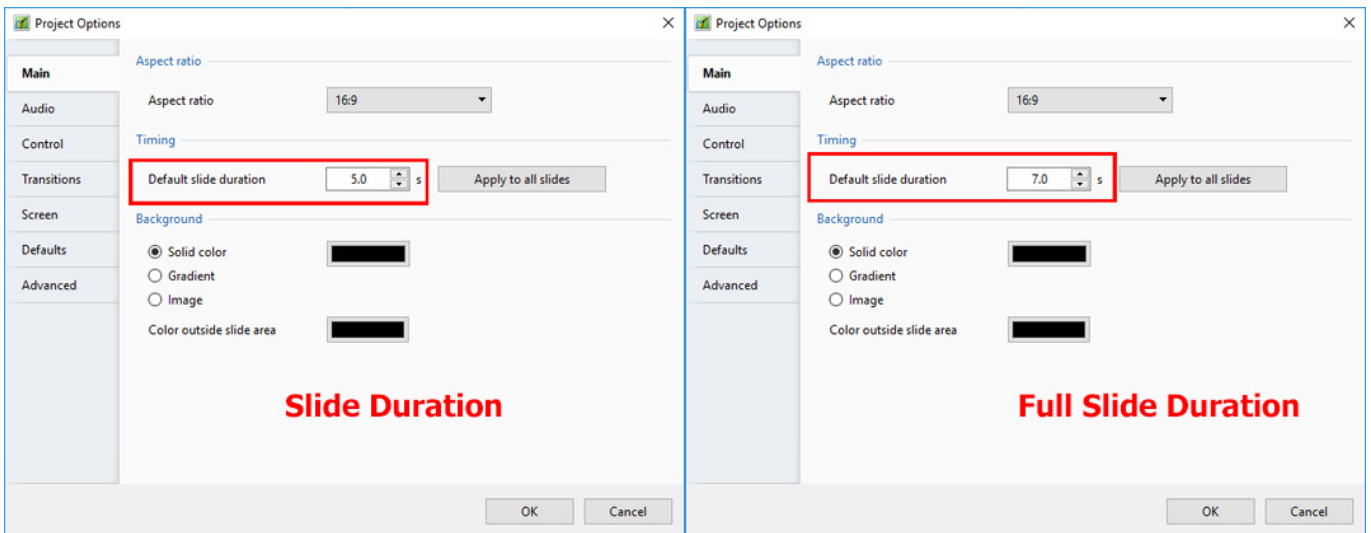 Project Options
Main
Audio
Control
Transitions
Screen
Defaults
Advanced
Aspect ratio
Aspect ratio 16:9
Timing
Default slide duration 5.0 s Apply to all slides
Background
Solid color
Gradient
Image
Color outside slide area
Slide Duration
OK Cancel
Project Options
Main
Audio
Control
Transitions
Screen
Defaults
Advanced
Aspect ratio
Aspect ratio 16:9
Timing
Default slide duration 7.0 s Apply to all slides
Background
Solid color
Gradient
Image
Color outside slide area
Full Slide Duration
OK Cancel